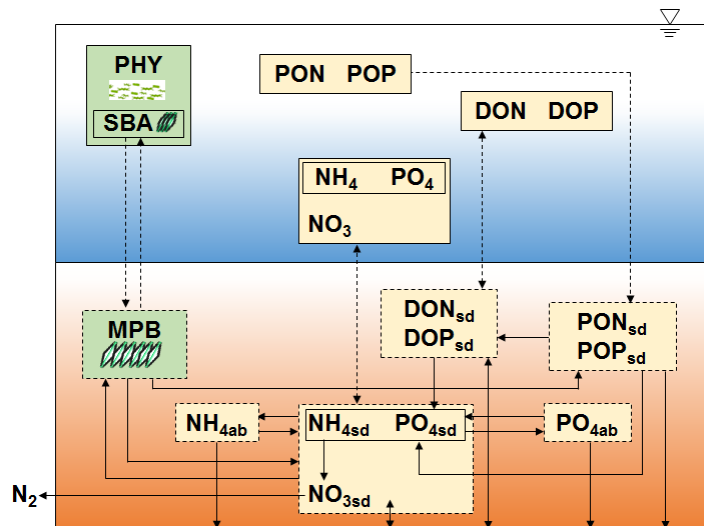 PHY
SBA
PON POP
DON DOP
NH4 PO4
NO3
MPB
DONsd
DOPsd
PONsd
POPsd
NH4ab
NH4sd PO4sd
PO4ab
NO3sd
N2